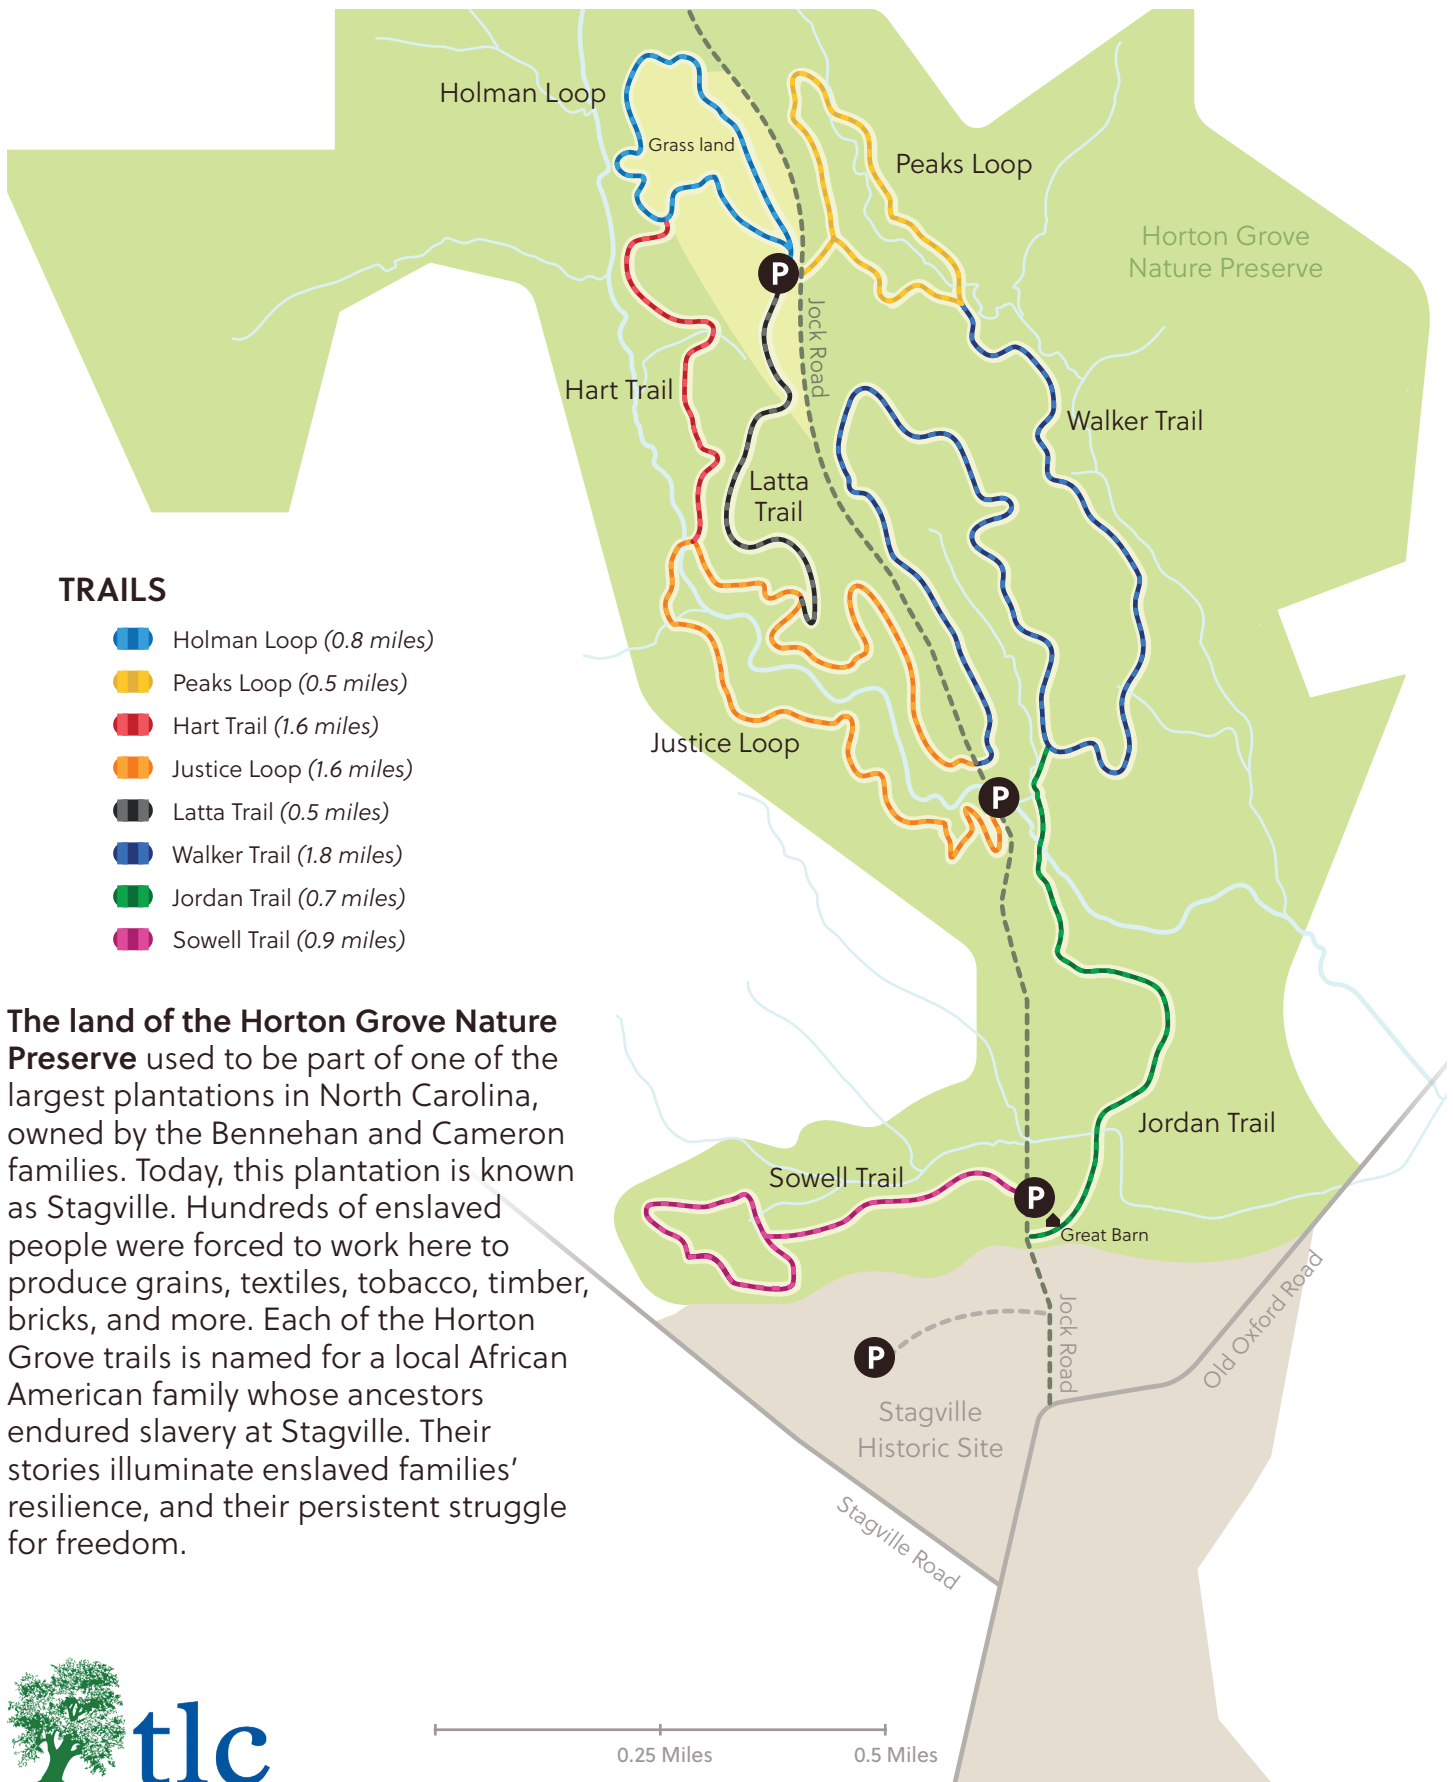 Holman Loop
Grass land
Peaks Loop
Horton Grove
Nature Preserve
P
Jock Road
Hart Trail
Walker Trail
Latta
Trail
TRAILS
Holman Loop (0.8 miles)
Peaks Loop (0.5 miles)
Hart Trail (1.6 miles)
Justice Loop (1.6 miles)
Latta Trail (0.5 miles)
Walker Trail (1.8 miles)
Jordan Trail (0.7 miles)
Sowell Trail (0.9 miles)
Justice Loop
P
The land of the Horton Grove Nature
Preserve used to be part of one of the
largest plantations in North Carolina,
owned by the Bennehan and Cameron
families. Today, this plantation is known
as Stagville. Hundreds of enslaved
people were forced to work here to
produce grains, textiles, tobacco, timber,
bricks, and more. Each of the Horton
Grove trails is named for a local African
American family whose ancestors
endured slavery at Stagville. Their
stories illuminate enslaved families'
resilience, and their persistent struggle
for freedom.
Jordan Trail
Sowell Trail
P
Great Barn
Jock Road
Old Oxford Road
P
Stagville
Historic Site
Stagville Road
tlc
0.25 Miles
0.5 Miles